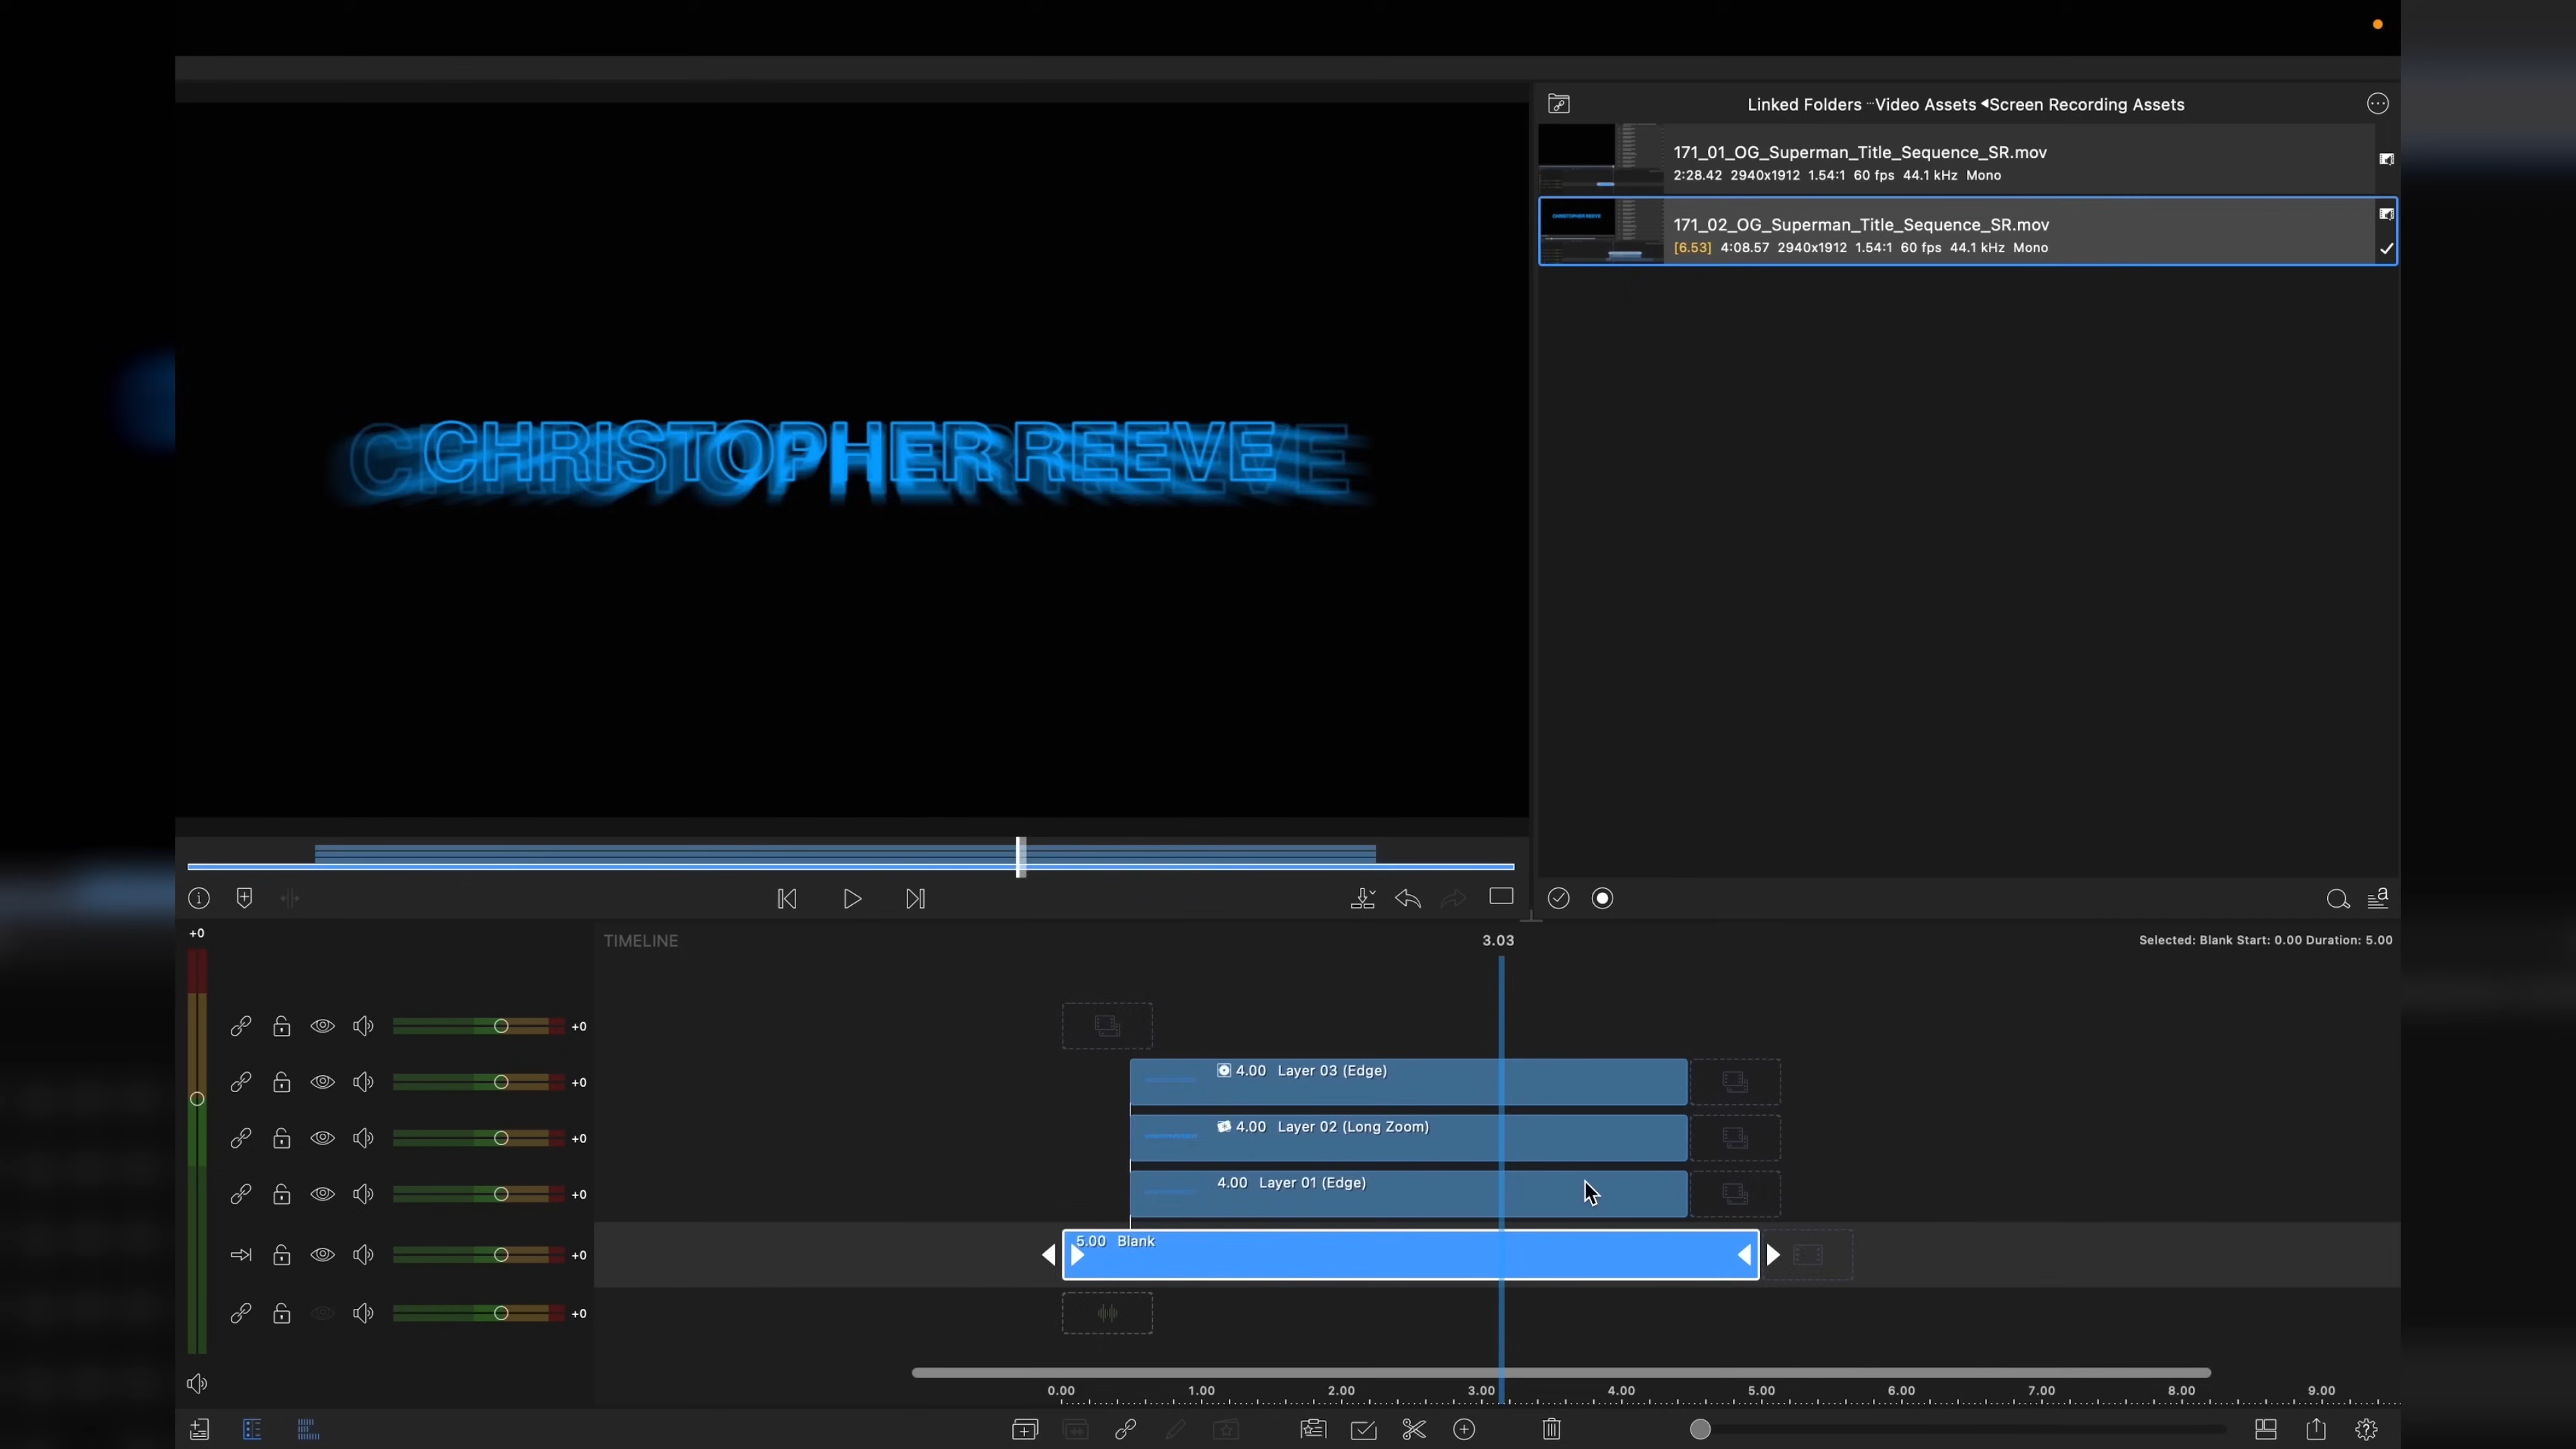 Linked Folders ··· Video Assets ◀Screen Recording Assets
171_01_OG_Superman_Title_Sequence_SR.mov
2:28.42 2940x1912 1.54:1 60 fps 44.1 kHz Mono
171_02_OG_Superman_Title_Sequence_SR.mov
[6.53] 4:08.57 2940x1912 1.54:1 60 fps 44.1 kHz Mono
CHRISTOPHER REEVE
+0
TIMELINE
3.03
Selected: Blank Start: 0.00 Duration: 5.00
+0
+0
4.00 Layer 03 (Edge)
+0
4.00 Layer 02 (Long Zoom)
+0
4.00 Layer 01 (Edge)
+0
5.00 Blank
+0
0.00 1.00 2.00 3.00 4.00 5.00 6.00 7.00 8.00 9.00